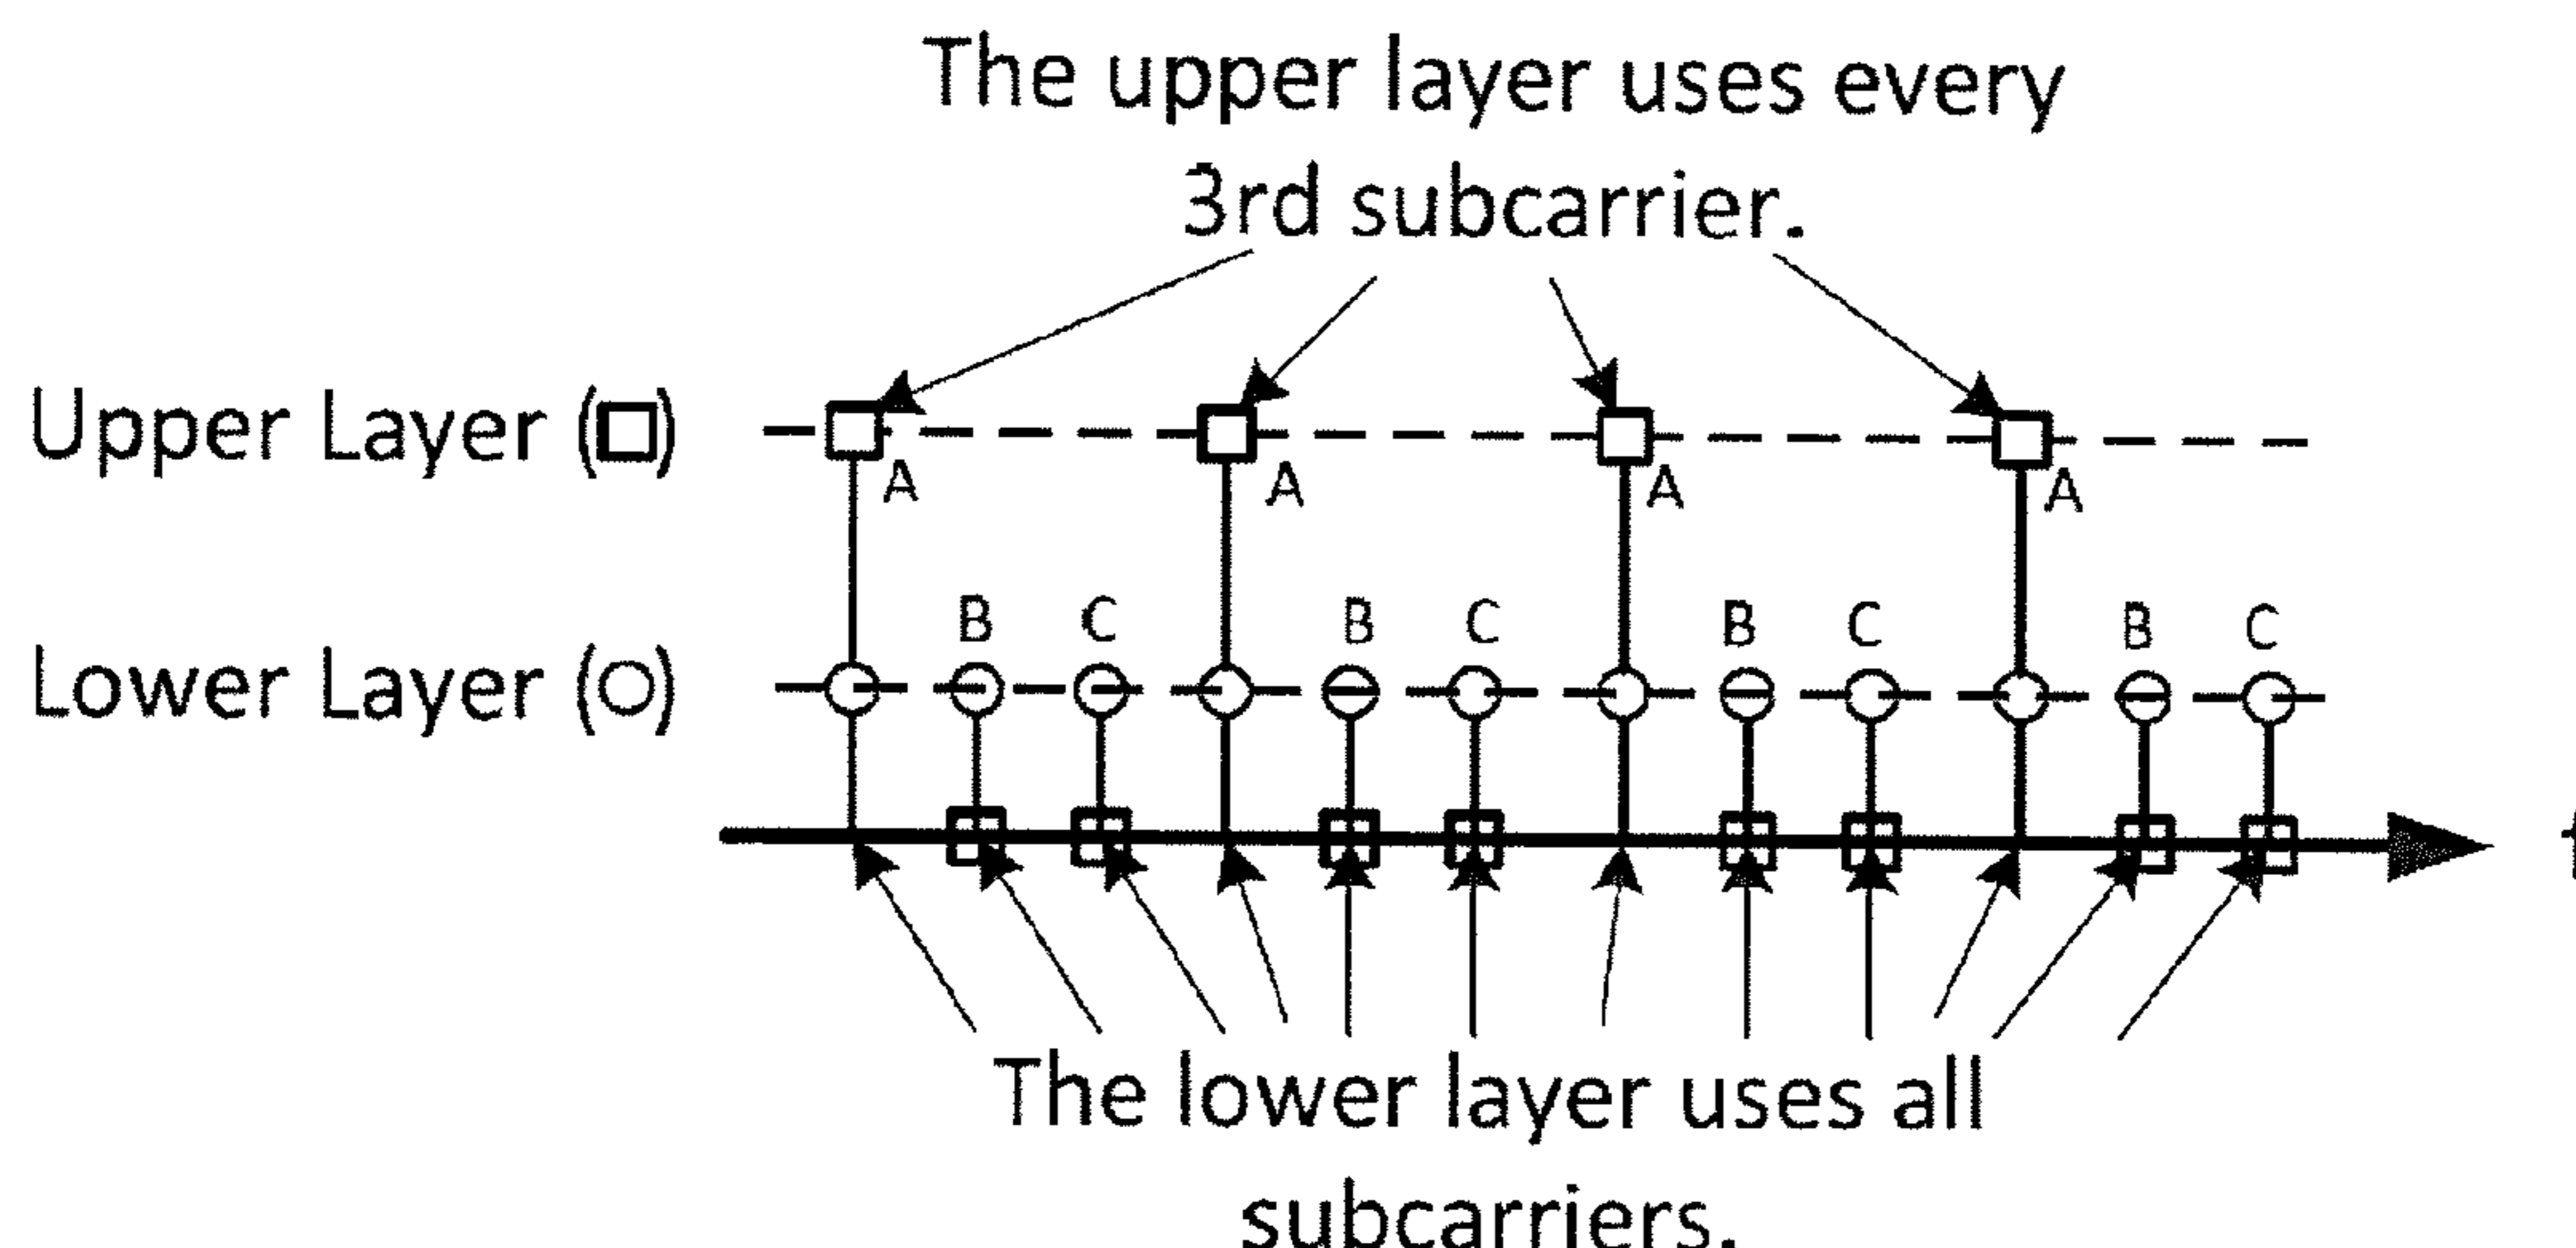 The upper layer uses every
3rd subcarrier.
Upper Layer (□)
A A A A
B C B C B C B C
Lower Layer (○)
The lower layer uses all
subcarriers.